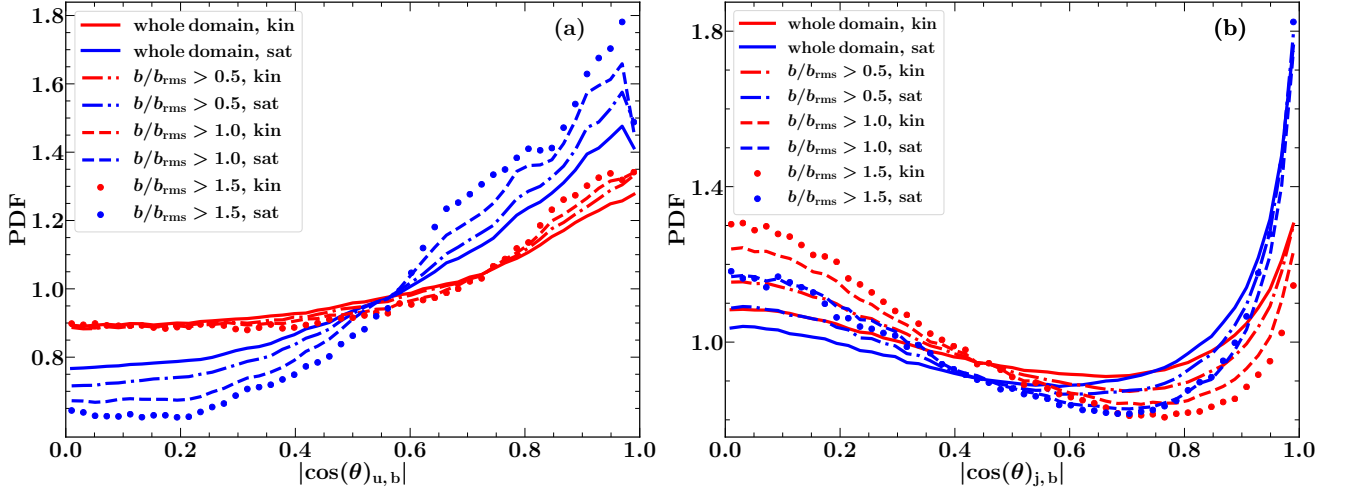 (a)
whole domain, kin
whole domain, sat
b/b_rms > 0.5, kin
b/b_rms > 0.5, sat
b/b_rms > 1.0, kin
b/b_rms > 1.0, sat
b/b_rms > 1.5, kin
b/b_rms > 1.5, sat
PDF
1.8
1.6
1.4
1.2
1.0
0.8
0.0 0.2 0.4 0.6 0.8 1.0
|cos(θ)_{u,b}|
(b)
whole domain, kin
whole domain, sat
b/b_rms > 0.5, kin
b/b_rms > 0.5, sat
b/b_rms > 1.0, kin
b/b_rms > 1.0, sat
b/b_rms > 1.5, kin
b/b_rms > 1.5, sat
PDF
1.8
1.4
1.0
0.0 0.2 0.4 0.6 0.8 1.0
|cos(θ)_{j,b}|